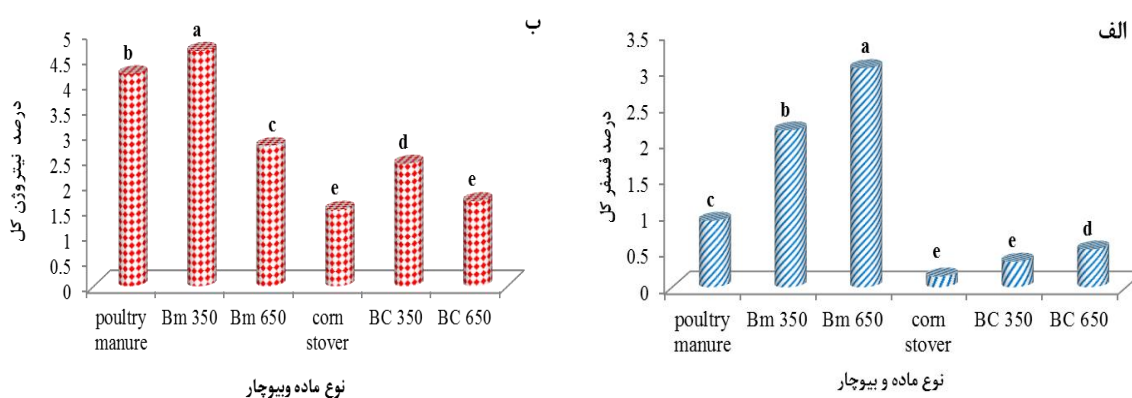 الف
درصد فسفر کل
3.5
3
2.5
2
1.5
1
0.5
0
c
b
a
e
e
d
poultry manure
Bm 350
Bm 650
corn stover
BC 350
BC 650
نوع ماده و بیوچار
ب
درصد نیتروژن کل
5
4.5
4
3.5
3
2.5
2
1.5
1
0.5
0
b
a
c
e
d
e
poultry manure
Bm 350
Bm 650
corn stover
BC 350
BC 650
نوع ماده وبیوچار